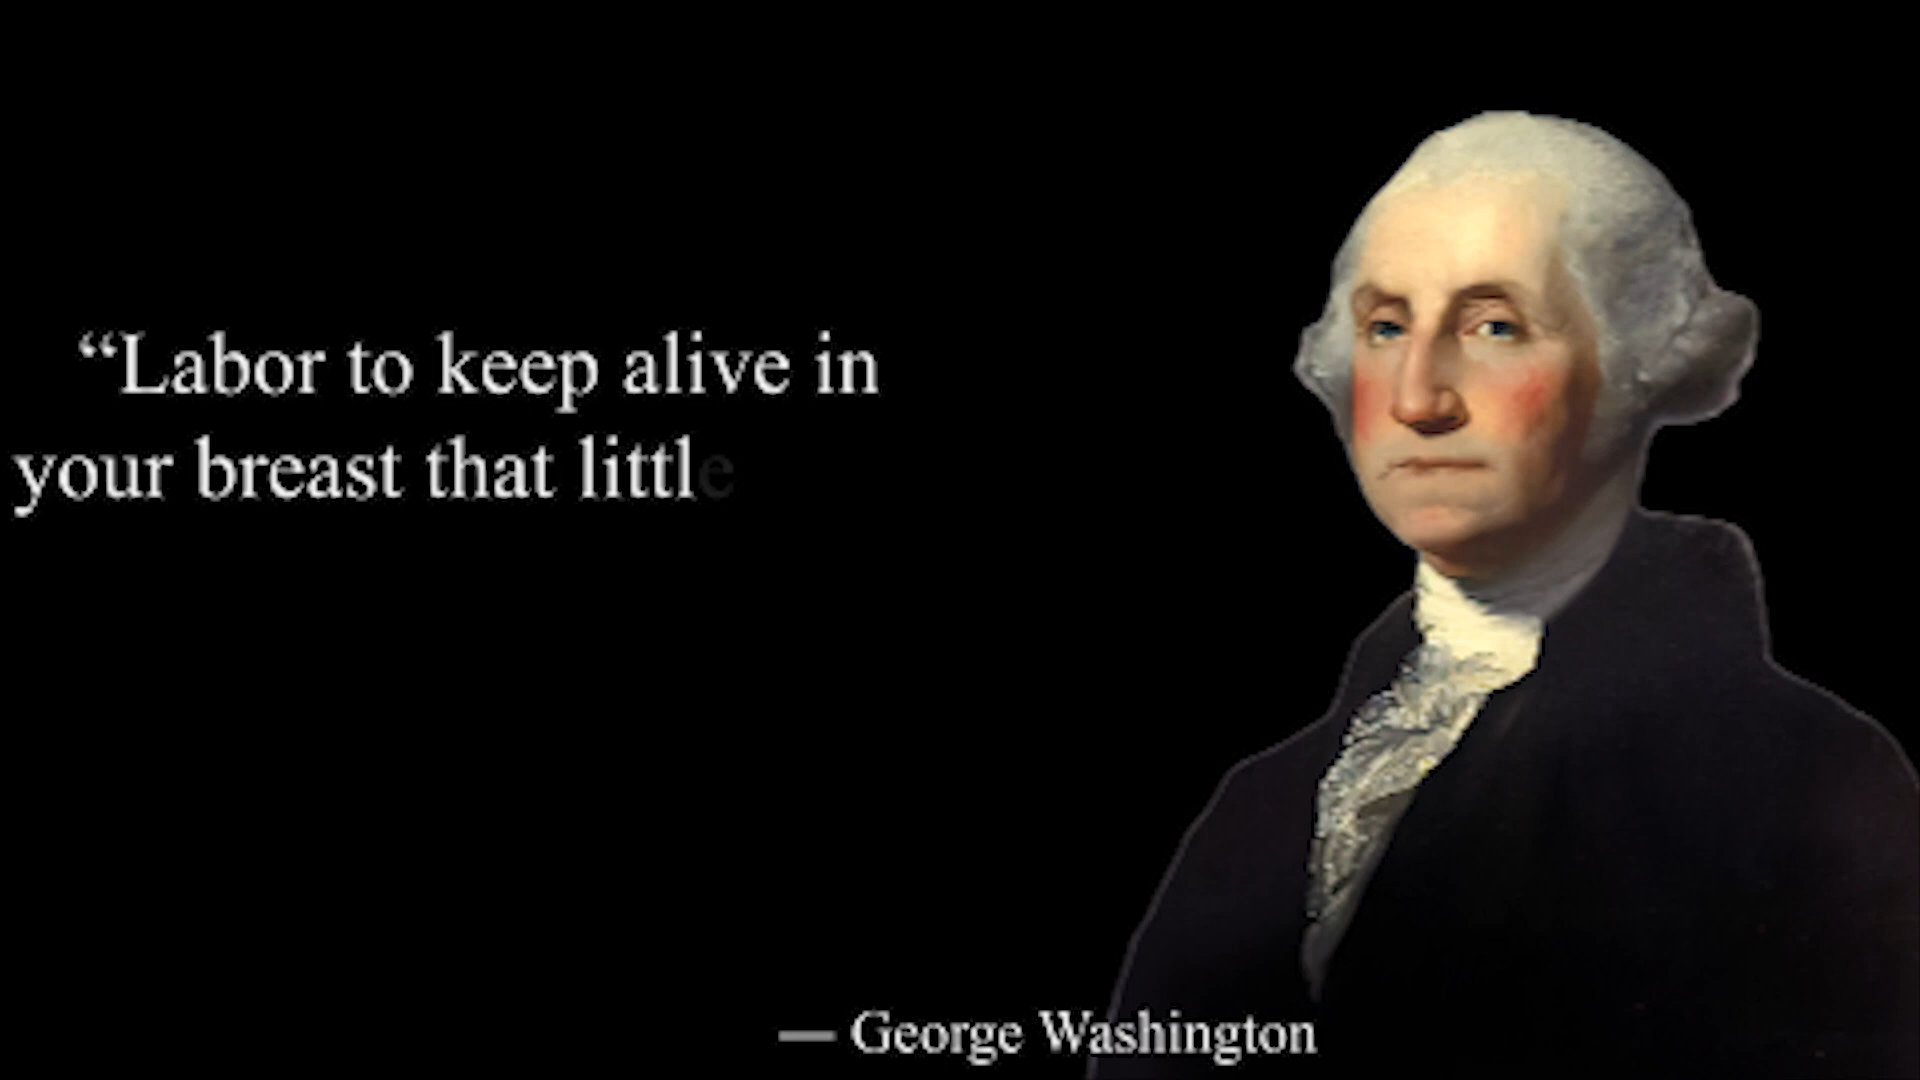 “Labor to keep alive in
your breast that little
— George Washington